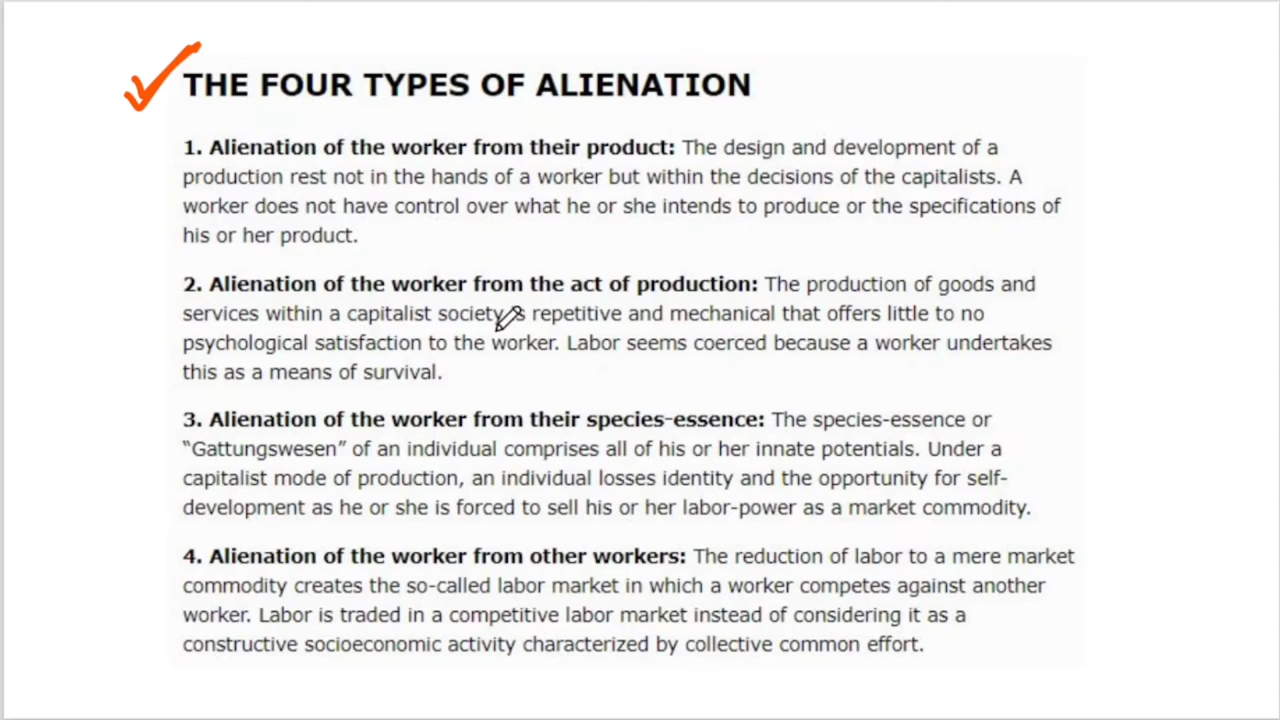 THE FOUR TYPES OF ALIENATION
1. Alienation of the worker from their product: The design and development of a
production rest not in the hands of a worker but within the decisions of the capitalists. A
worker does not have control over what he or she intends to produce or the specifications of
his or her product.
2. Alienation of the worker from the act of production: The production of goods and
services within a capitalist society is repetitive and mechanical that offers little to no
psychological satisfaction to the worker. Labor seems coerced because a worker undertakes
this as a means of survival.
3. Alienation of the worker from their species-essence: The species-essence or
“Gattungswesen” of an individual comprises all of his or her innate potentials. Under a
capitalist mode of production, an individual losses identity and the opportunity for self-
development as he or she is forced to sell his or her labor-power as a market commodity.
4. Alienation of the worker from other workers: The reduction of labor to a mere market
commodity creates the so-called labor market in which a worker competes against another
worker. Labor is traded in a competitive labor market instead of considering it as a
constructive socioeconomic activity characterized by collective common effort.